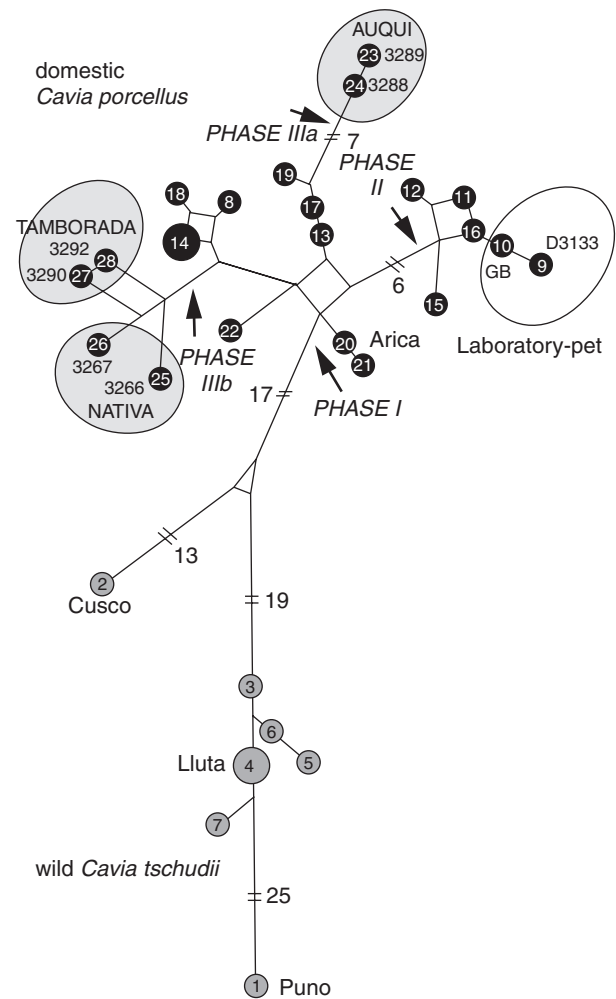 AUQUI
23 3289
24 3288
domestic
Cavia porcellus
PHASE IIIa
7
PHASE
II
19
17
13
18
8
14
12
11
16
10
GB
D3133
9
Laboratory-pet
6
15
TAMBORADA
3292 28
3290 27
26
3267
3266 25
NATIVA
22
PHASE
IIIb
20
21
Arica
PHASE I
17
13
2
Cusco
19
3
6
5
Lluta 4
7
wild Cavia tschudii
25
1 Puno